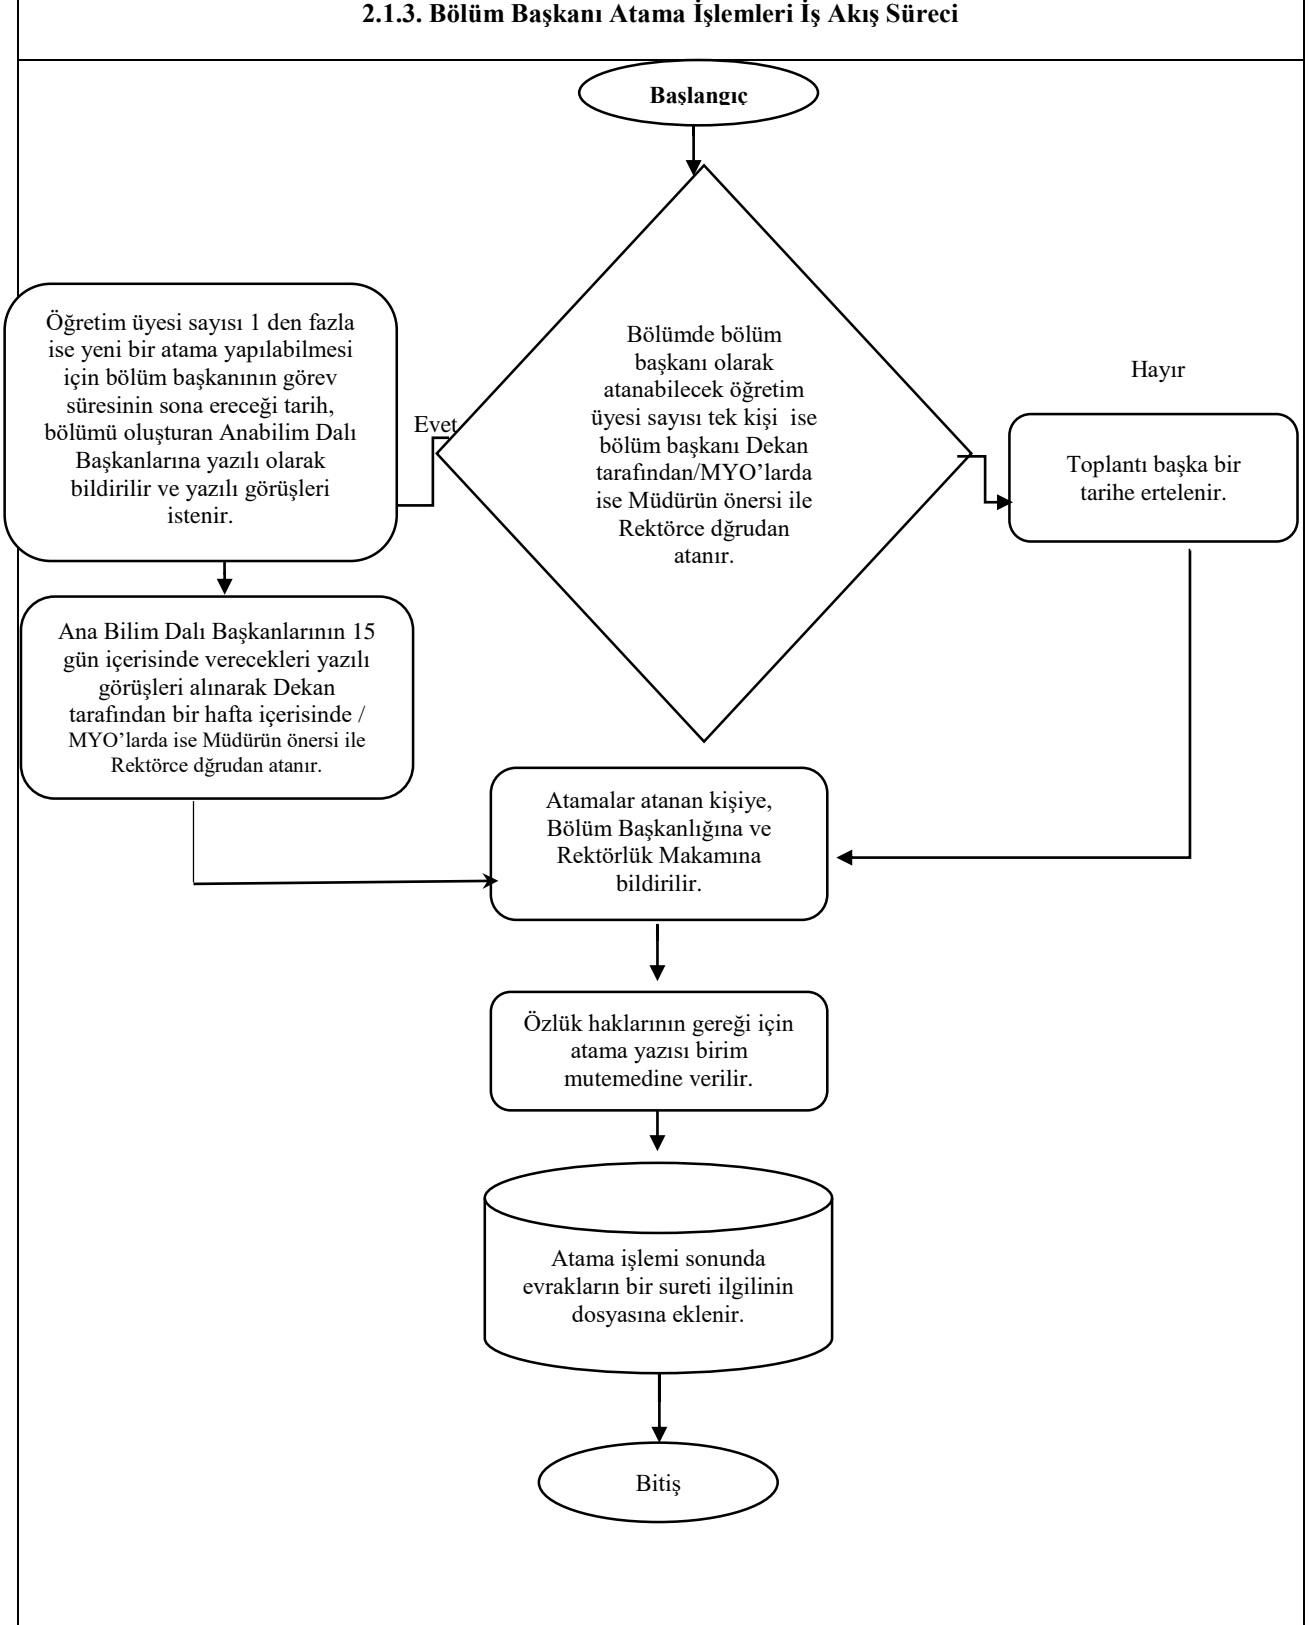 2.1.3. Bölüm Başkanı Atama İşlemleri İş Akış Süreci
Başlangıç
Öğretim üyesi sayısı 1 den fazla
ise yeni bir atama yapılabilmesi
için bölüm başkanının görev
süresinin sona ereceği tarih,
bölümü oluşturan Anabilim Dalı
Başkanlarına yazılı olarak
bildirilir ve yazılı görüşleri
istenir.
Evet
Bölümde bölüm
başkanı olarak
atanabilecek öğretim
üyesi sayısı tek kişi ise
bölüm başkanı Dekan
tarafından/MYO’larda
ise Müdürün önersi ile
Rektörce dğrudan
atanır.
Hayır
Toplantı başka bir
tarihe ertelenir.
Ana Bilim Dalı Başkanlarının 15
gün içerisinde verecekleri yazılı
görüşleri alınarak Dekan
tarafından bir hafta içerisinde /
MYO’larda ise Müdürün önersi ile
Rektörce dğrudan atanır.
Atamalar atanan kişiye,
Bölüm Başkanlığına ve
Rektörlük Makamına
bildirilir.
Özlük haklarının gereği için
atama yazısı birim
mutemedine verilir.
Atama işlemi sonunda
evrakların bir sureti ilgilinin
dosyasına eklenir.
Bitiş